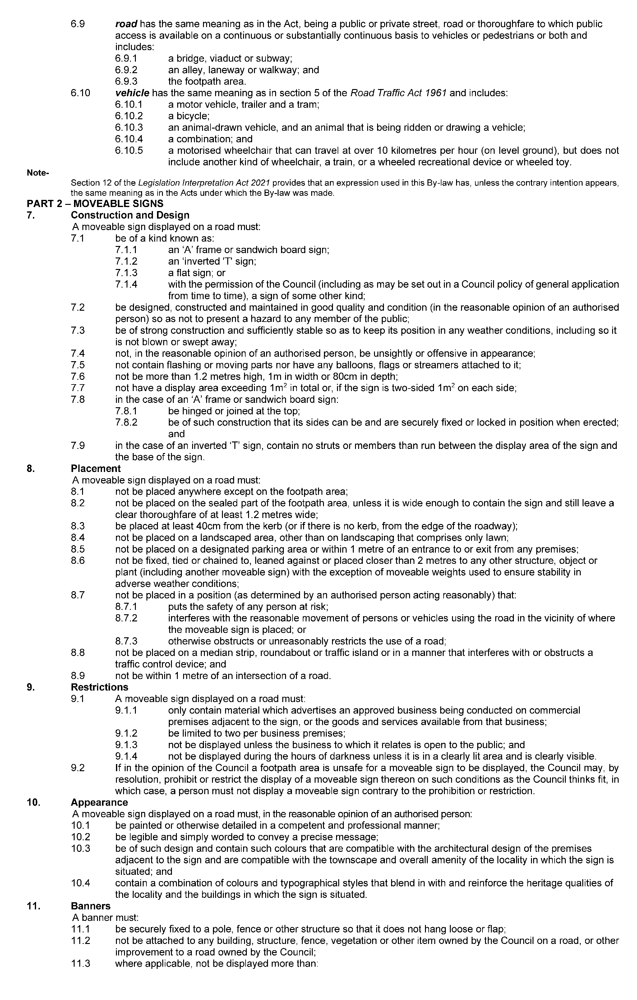 6.9 road has the same meaning as in the Act, being a public or private street, road or thoroughfare to which public
access is available on a continuous or substantially continuous basis to vehicles or pedestrians or both and
includes:
6.9.1 a bridge, viaduct or subway;
6.9.2 an alley, laneway or walkway; and
6.9.3 the footpath area.
6.10 vehicle has the same meaning as in section 5 of the Road Traffic Act 1961 and includes:
6.10.1 a motor vehicle, trailer and a tram;
6.10.2 a bicycle;
6.10.3 an animal-drawn vehicle, and an animal that is being ridden or drawing a vehicle;
6.10.4 a combination; and
6.10.5 a motorised wheelchair that can travel at over 10 kilometres per hour (on level ground), but does not
include another kind of wheelchair, a train, or a wheeled recreational device or wheeled toy.
Note-
Section 12 of the Legislation Interpretation Act 2021 provides that an expression used in this By-law has, unless the contrary intention appears,
the same meaning as in the Acts under which the By-law was made.
PART 2 – MOVEABLE SIGNS
7. Construction and Design
A moveable sign displayed on a road must:
7.1 be of a kind known as:
7.1.1 an ‘A’ frame or sandwich board sign;
7.1.2 an ‘inverted 'T' sign;
7.1.3 a flat sign; or
7.1.4 with the permission of the Council (including as may be set out in a Council policy of general application
from time to time), a sign of some other kind;
7.2 be designed, constructed and maintained in good quality and condition (in the reasonable opinion of an authorised
person) so as not to present a hazard to any member of the public;
7.3 be of strong construction and sufficiently stable so as to keep its position in any weather conditions, including so it
is not blown or swept away;
7.4 not, in the reasonable opinion of an authorised person, be unsightly or offensive in appearance;
7.5 not contain flashing or moving parts nor have any balloons, flags or streamers attached to it;
7.6 not be more than 1.2 metres high, 1m in width or 80cm in depth;
7.7 not have a display area exceeding 1m² in total or, if the sign is two-sided 1m² on each side;
7.8 in the case of an ‘A’ frame or sandwich board sign:
7.8.1 be hinged or joined at the top;
7.8.2 be of such construction that its sides can be and are securely fixed or locked in position when erected;
and
7.9 in the case of an inverted ‘T’ sign, contain no struts or members than run between the display area of the sign and
the base of the sign.
8. Placement
A moveable sign displayed on a road must:
8.1 not be placed anywhere except on the footpath area;
8.2 not be placed on the sealed part of the footpath area, unless it is wide enough to contain the sign and still leave a
clear thoroughfare of at least 1.2 metres wide;
8.3 be placed at least 40cm from the kerb (or if there is no kerb, from the edge of the roadway);
8.4 not be placed on a landscaped area, other than on landscaping that comprises only lawn;
8.5 not be placed on a designated parking area or within 1 metre of an entrance to or exit from any premises;
8.6 not be fixed, tied or chained to, leaned against or placed closer than 2 metres to any other structure, object or
plant (including another moveable sign) with the exception of moveable weights used to ensure stability in
adverse weather conditions;
8.7 not be placed in a position (as determined by an authorised person acting reasonably) that:
8.7.1 puts the safety of any person at risk;
8.7.2 interferes with the reasonable movement of persons or vehicles using the road in the vicinity of where
the moveable sign is placed; or
8.7.3 otherwise obstructs or unreasonably restricts the use of a road;
8.8 not be placed on a median strip, roundabout or traffic island or in a manner that interferes with or obstructs a
traffic control device; and
8.9 not be within 1 metre of an intersection of a road.
9. Restrictions
9.1 A moveable sign displayed on a road must:
9.1.1 only contain material which advertises an approved business being conducted on commercial
premises adjacent to the sign, or the goods and services available from that business;
9.1.2 be limited to two per business premises;
9.1.3 not be displayed unless the business to which it relates is open to the public; and
9.1.4 not be displayed during the hours of darkness unless it is in a clearly lit area and is clearly visible.
9.2 If in the opinion of the Council a footpath area is unsafe for a moveable sign to be displayed, the Council may, by
resolution, prohibit or restrict the display of a moveable sign thereon on such conditions as the Council thinks fit, in
which case, a person must not display a moveable sign contrary to the prohibition or restriction.
10. Appearance
A moveable sign displayed on a road must, in the reasonable opinion of an authorised person:
10.1 be painted or otherwise detailed in a competent and professional manner;
10.2 be legible and simply worded to convey a precise message;
10.3 be of such design and contain such colours that are compatible with the architectural design of the premises
adjacent to the sign and are compatible with the townscape and overall amenity of the locality in which the sign is
situated; and
10.4 contain a combination of colours and typographical styles that blend in with and reinforce the heritage qualities of
the locality and the buildings in which the sign is situated.
11. Banners
A banner must:
11.1 be securely fixed to a pole, fence or other structure so that it does not hang loose or flap;
11.2 not be attached to any building, structure, fence, vegetation or other item owned by the Council on a road, or other
improvement to a road owned by the Council;
11.3 where applicable, not be displayed more than: